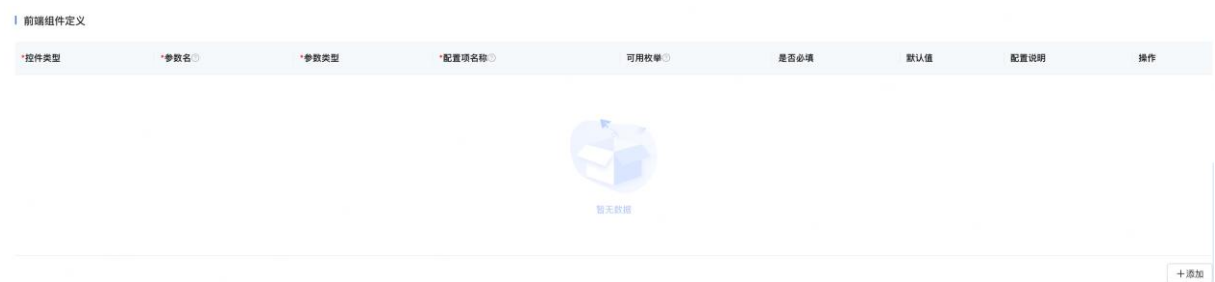 前端组件定义
*控件类型 *参数名 *参数类型 *配置项名称 可用枚举 是否必填 默认值 配置说明 操作
暂无数据
+添加